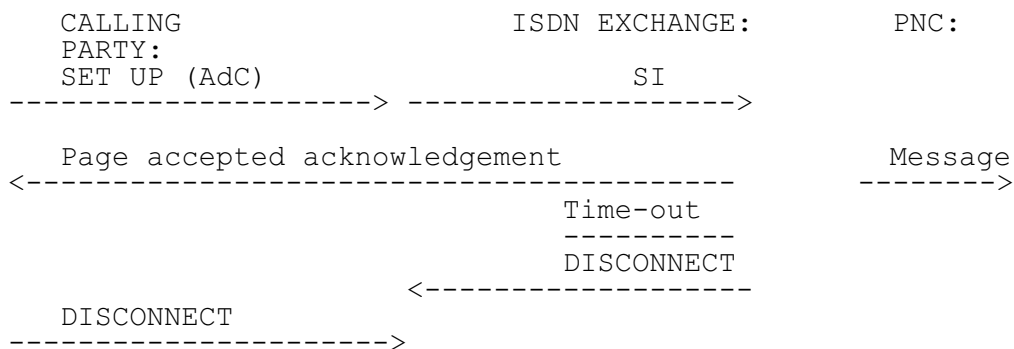 CALLING ISDN EXCHANGE: PNC:
PARTY:
SET UP (AdC) SI
---------------------> ------------------->
Page accepted acknowledgement Message
<----------------------------------------- -------->
Time-out
----------
DISCONNECT
<-------------------
DISCONNECT
---------------------->